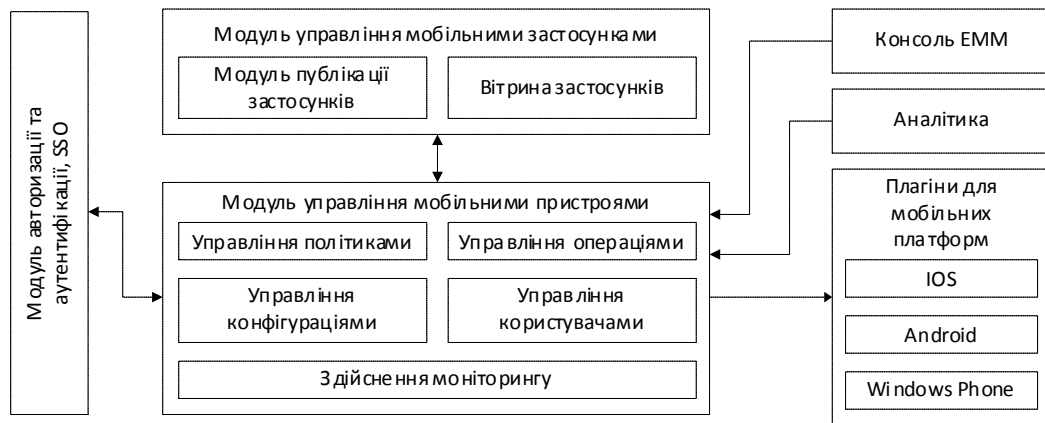 Модуль авторизації та
аутентифікації, SSO
Модуль управління мобільними застосунками
Модуль публікації
застосунків
Вітрина застосунків
Модуль управління мобільними пристроями
Управління політиками
Управління операціями
Управління
конфігураціями
Управління
користувачами
Здійснення моніторингу
Консоль EMM
Аналітика
Плагіни для
мобільних
платформ
IOS
Android
Windows Phone